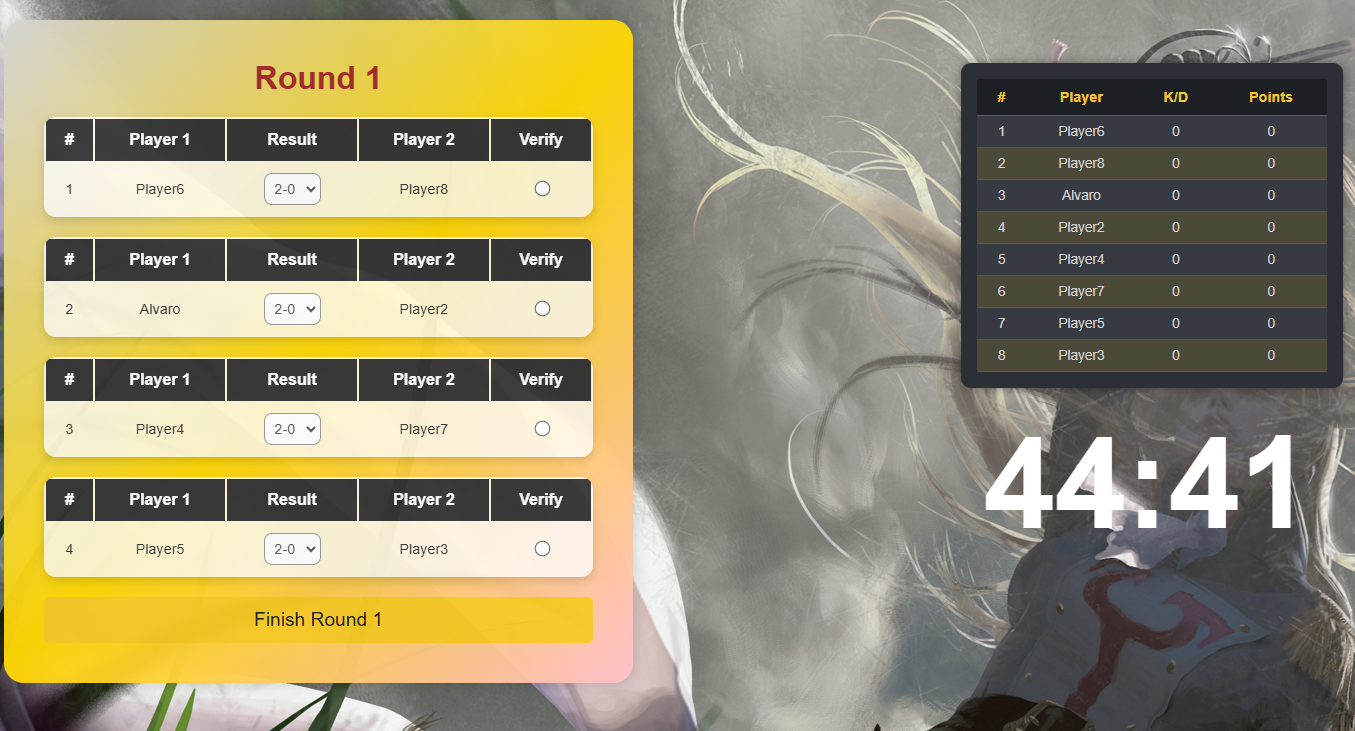 Round 1
# Player 1 Result Player 2 Verify
1 Player6 2-0 Player8
# Player 1 Result Player 2 Verify
2 Alvaro 2-0 Player2
# Player 1 Result Player 2 Verify
3 Player4 2-0 Player7
# Player 1 Result Player 2 Verify
4 Player5 2-0 Player3
Finish Round 1
# Player K/D Points
1 Player6 0 0
2 Player8 0 0
3 Alvaro 0 0
4 Player2 0 0
5 Player4 0 0
6 Player7 0 0
7 Player5 0 0
8 Player3 0 0
44:41